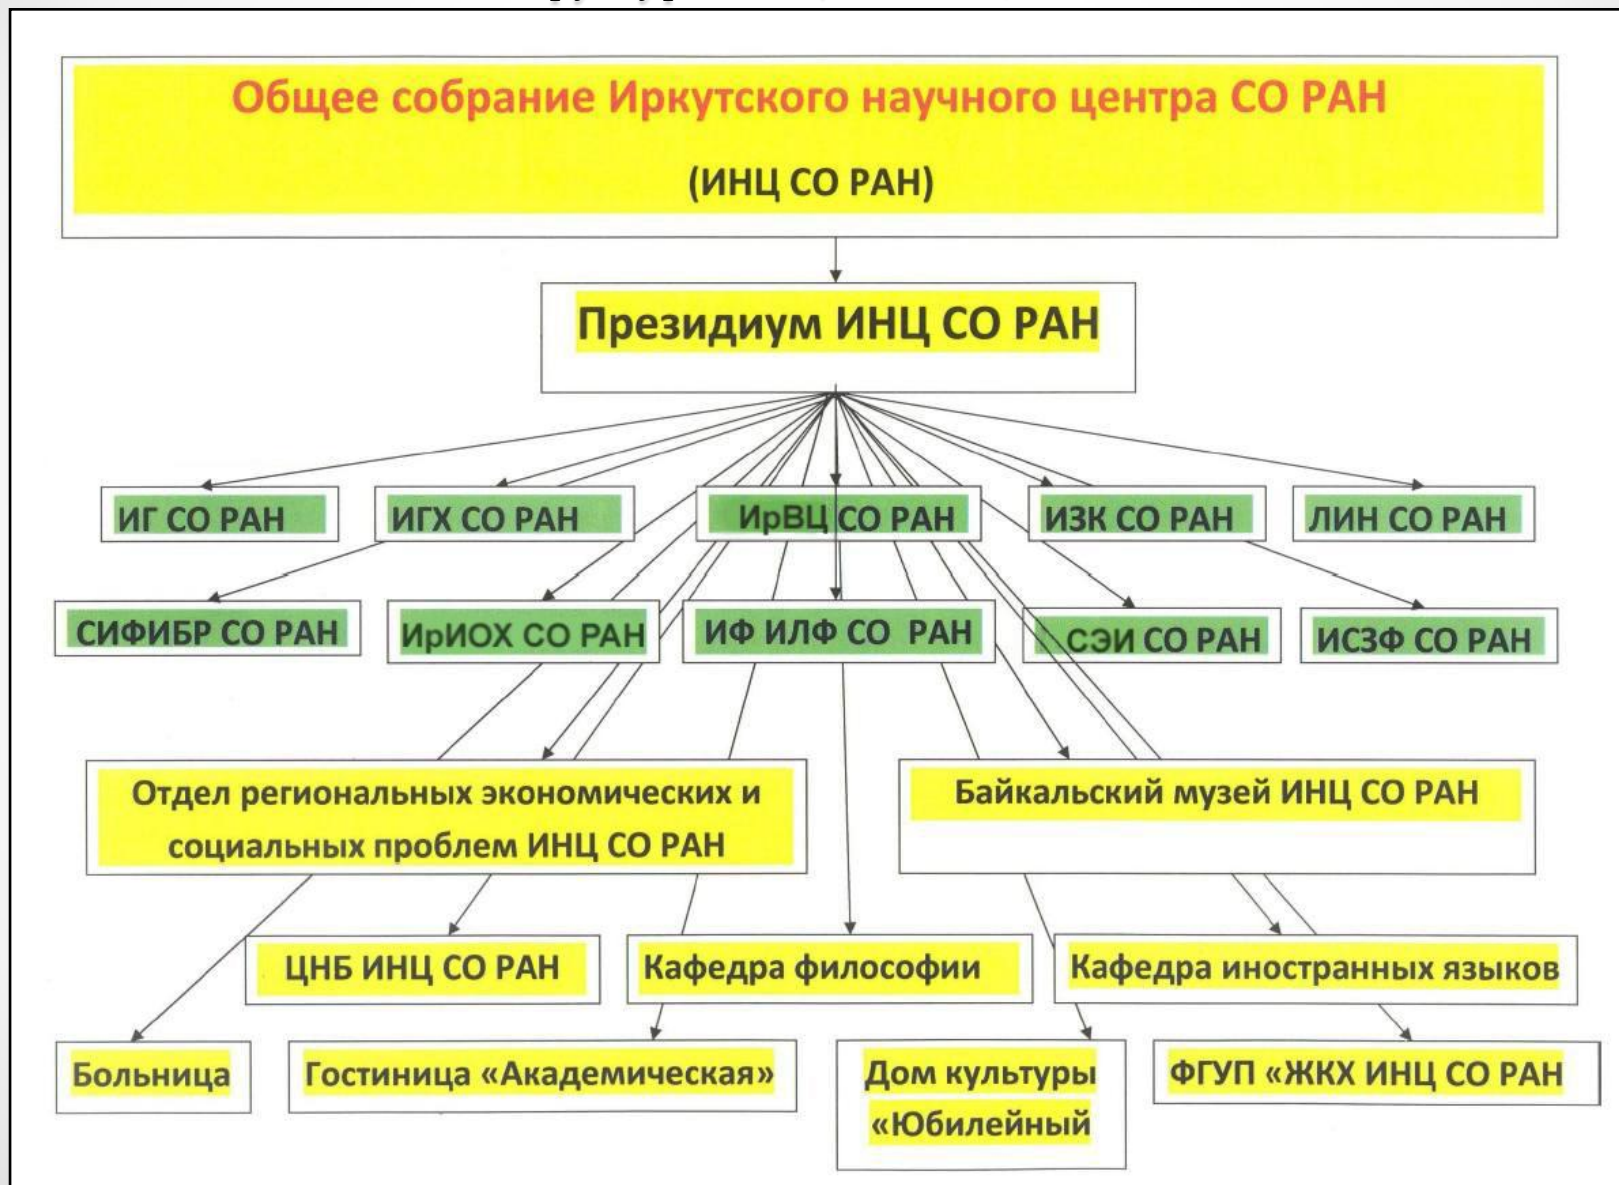 Общее собрание Иркутского научного центра СО РАН
(ИНЦ СО РАН)
Президиум ИНЦ СО РАН
ИГ СО РАН
ИГХ СО РАН
ИрВЦ СО РАН
ИЗК СО РАН
ЛИН СО РАН
СИФИБР СО РАН
ИрИОХ СО РАН
ИФ ИЛФ СО РАН
СЭИ СО РАН
ИСЗФ СО РАН
Отдел региональных экономических и
социальных проблем ИНЦ СО РАН
Байкальский музей ИНЦ СО РАН
ЦНБ ИНЦ СО РАН
Кафедра философии
Кафедра иностранных языков
Больница
Гостиница «Академическая»
Дом культуры
«Юбилейный
ФГУП «ЖКХ ИНЦ СО РАН